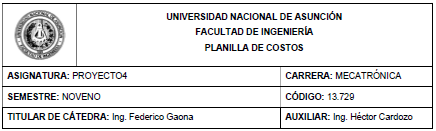 UNIVERSIDAD NACIONAL DE ASUNCIÓN
FACULTAD DE INGENIERÍA
PLANILLA DE COSTOS
ASIGNATURA: PROYECTO4
CARRERA: MECATRÓNICA
SEMESTRE: NOVENO
CÓDIGO: 13.729
TITULAR DE CÁTEDRA: Ing. Federico Gaona
AUXILIAR: Ing. Héctor Cardozo